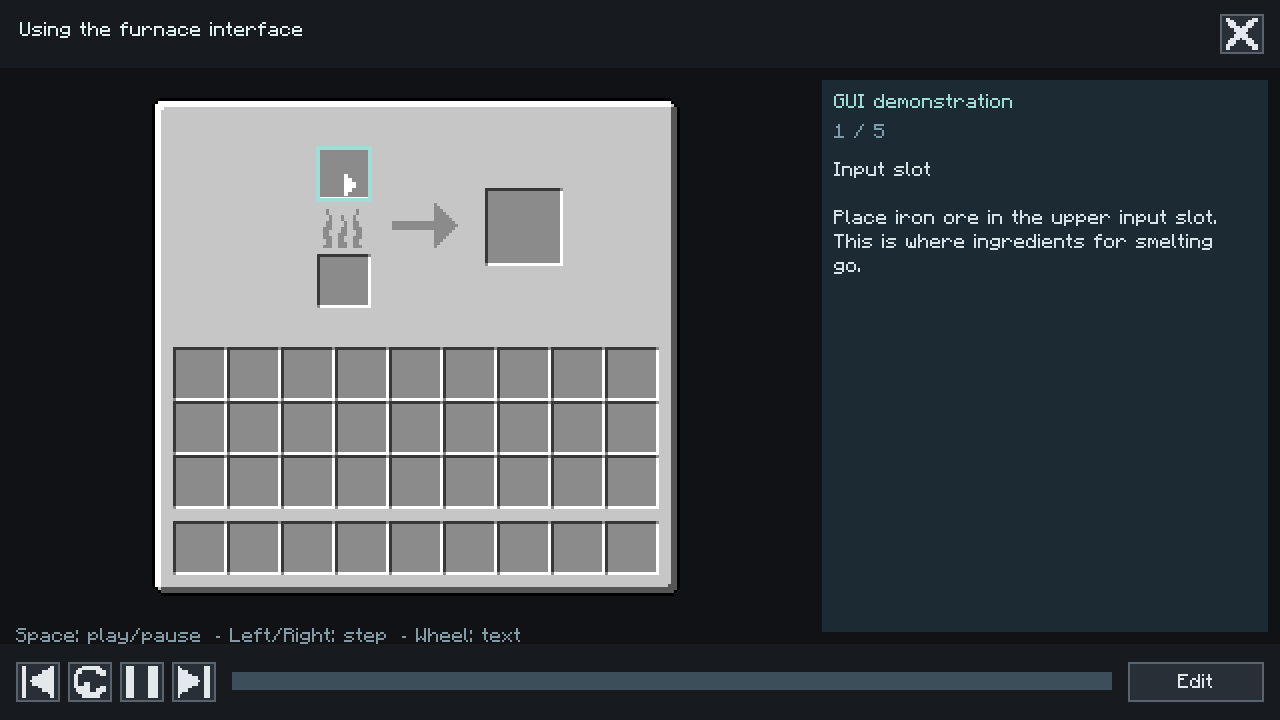 Using the furnace interface
GUI demonstration
1 / 5
Input slot
Place iron ore in the upper input slot.
This is where ingredients for smelting
go.
Space: play/pause - Left/Right: step - Wheel: text
Edit